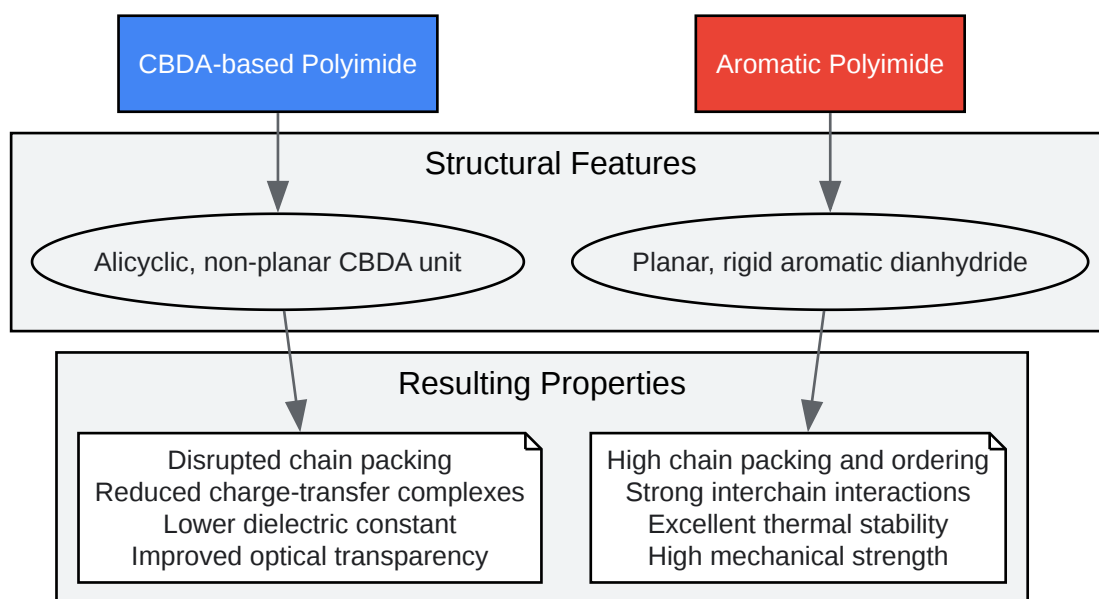 CBDA-based Polyimide
Aromatic Polyimide
Structural Features
Alicyclic, non-planar CBDA unit
Planar, rigid aromatic dianhydride
Resulting Properties
Disrupted chain packing
Reduced charge-transfer complexes
Lower dielectric constant
Improved optical transparency
High chain packing and ordering
Strong interchain interactions
Excellent thermal stability
High mechanical strength